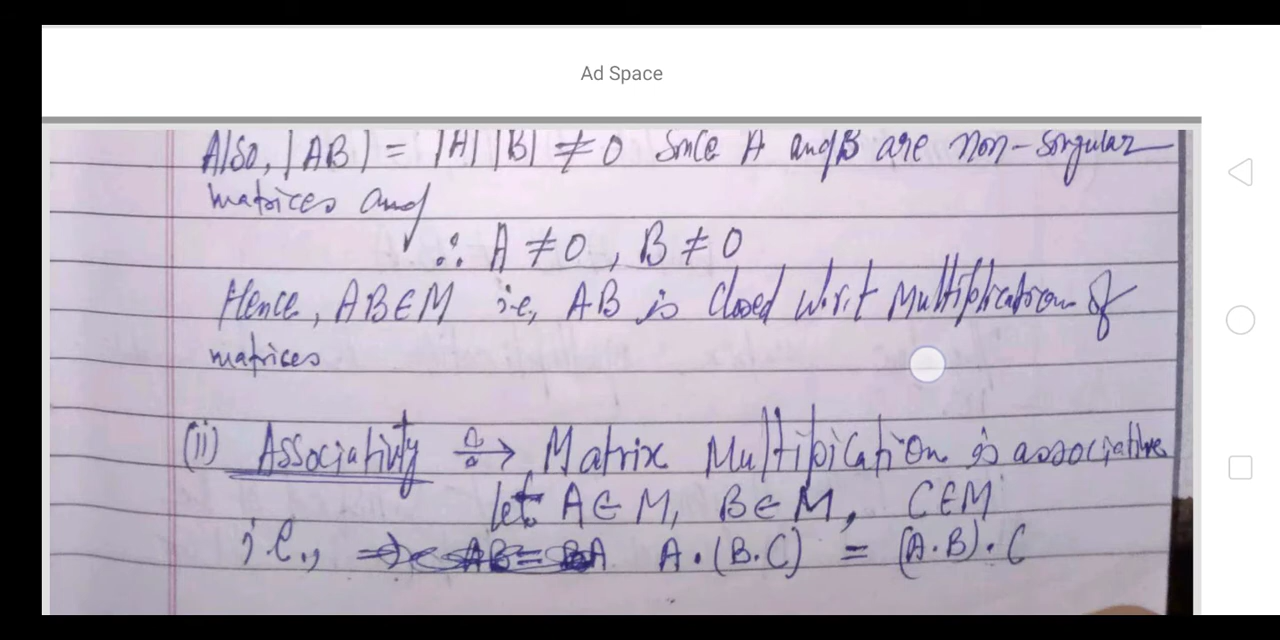 Ad Space
Also, |AB| = |A| |B| ≠ 0 Since A and B are non-singular
matrices and
∴ A ≠ 0, B ≠ 0
Hence, AB∈M i.e, AB is closed w.r.t Multiplication of
matrices
(ii) Associativity ÷→ Matrix Multiplication is associative
let A∈M, B∈M, C∈M
i.e., A·(B·C) = (A·B)·C